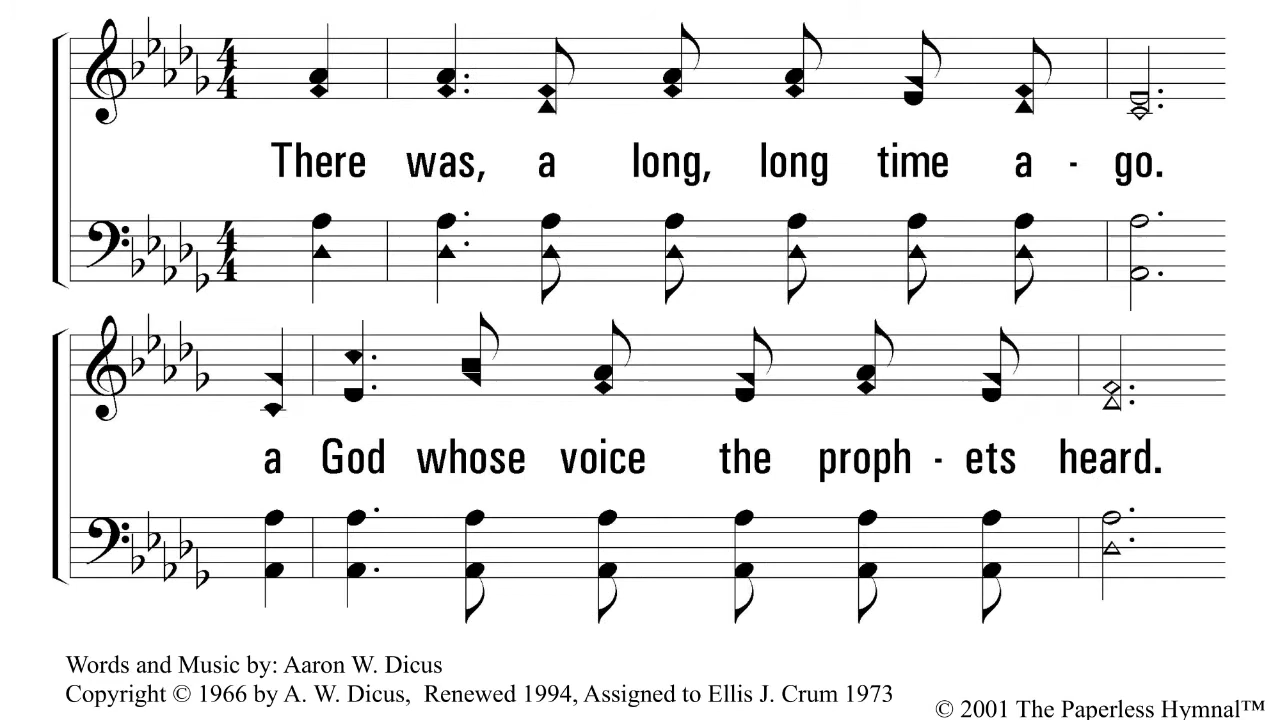 There was, a long, long time a - go.
a God whose voice the proph - ets heard.
Words and Music by: Aaron W. Dicus
Copyright © 1966 by A. W. Dicus, Renewed 1994, Assigned to Ellis J. Crum 1973
© 2001 The Paperless Hymnal™